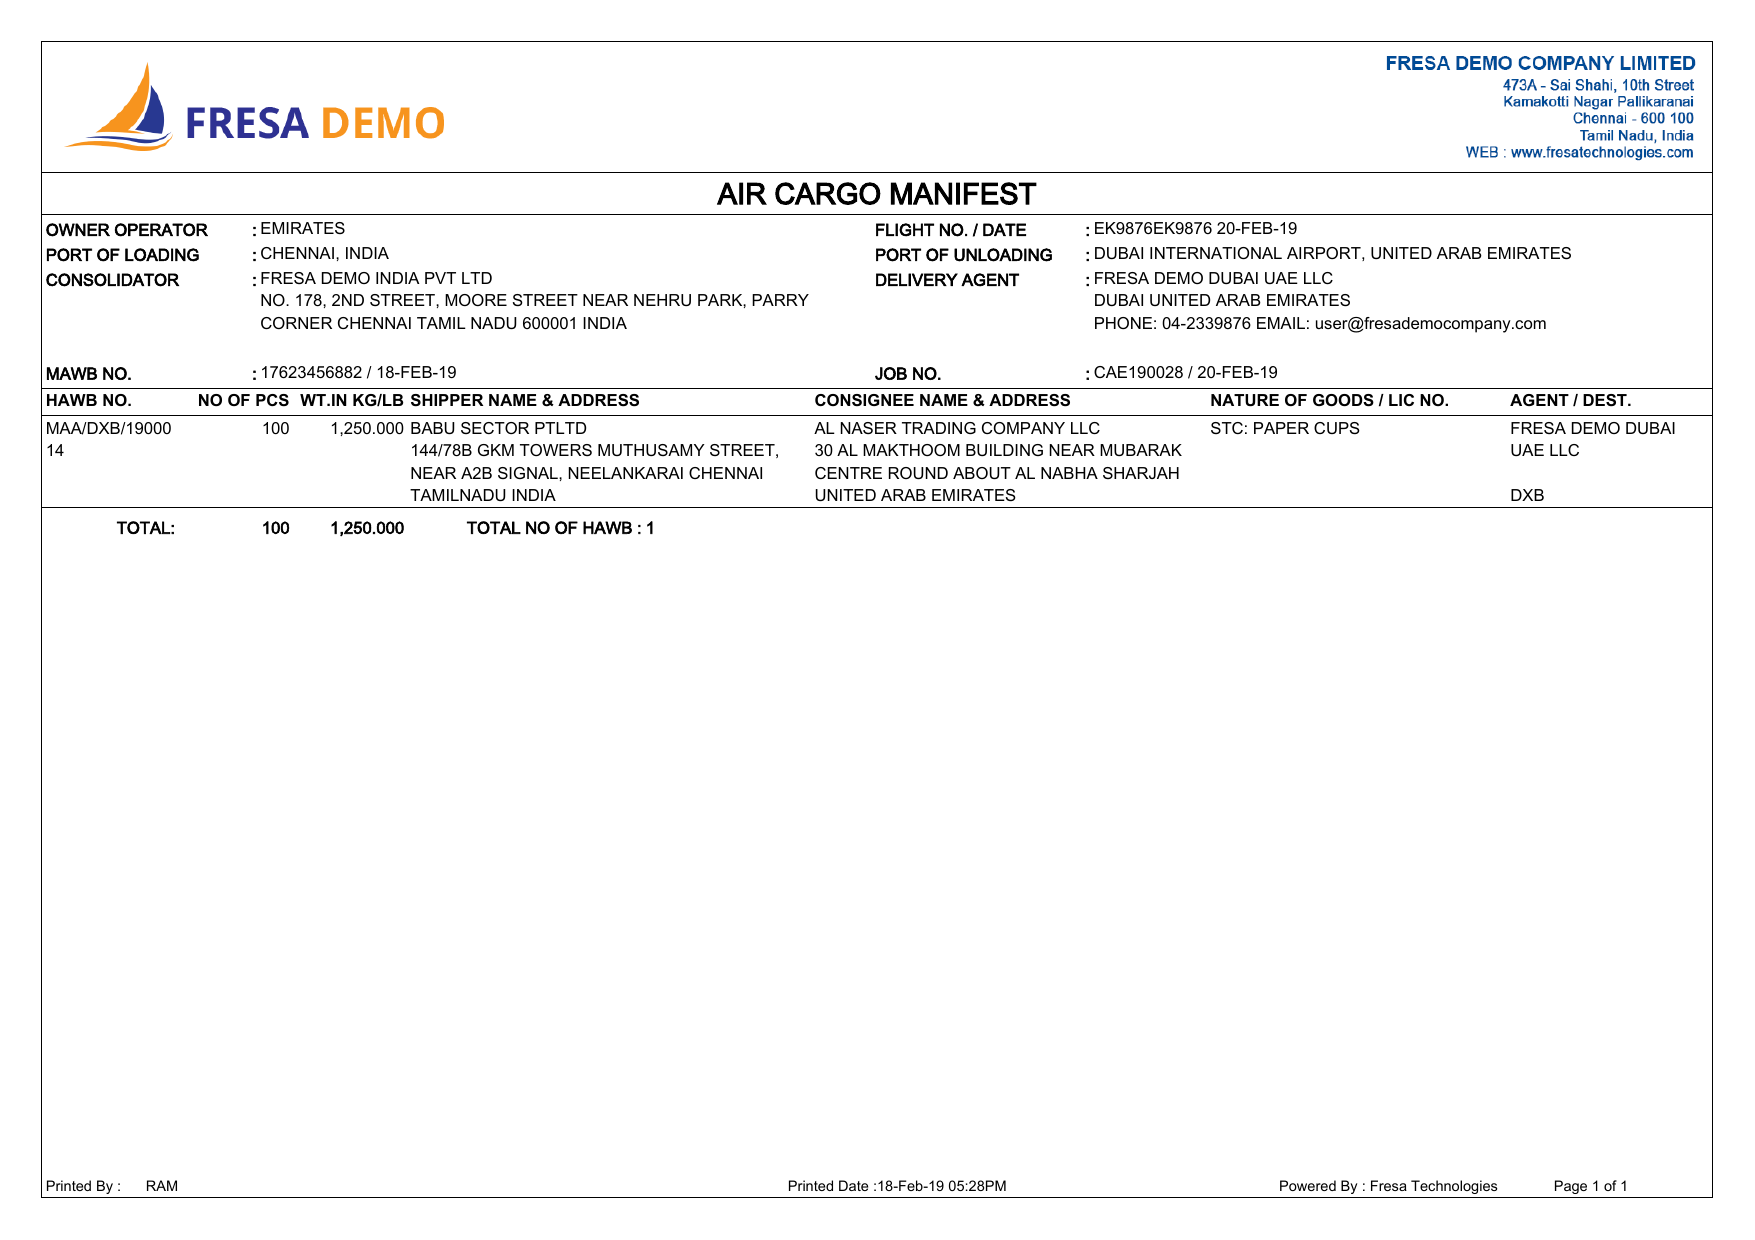 FRESA DEMO
FRESA DEMO COMPANY LIMITED
473A - Sai Shahi, 10th Street
Kamakotti Nagar Pallikaranai
Chennai - 600 100
Tamil Nadu, India
WEB : www.fresatechnologies.com
AIR CARGO MANIFEST
OWNER OPERATOR : EMIRATES FLIGHT NO. / DATE : EK9876EK9876 20-FEB-19
PORT OF LOADING : CHENNAI, INDIA PORT OF UNLOADING : DUBAI INTERNATIONAL AIRPORT, UNITED ARAB EMIRATES
CONSOLIDATOR : FRESA DEMO INDIA PVT LTD DELIVERY AGENT : FRESA DEMO DUBAI UAE LLC
NO. 178, 2ND STREET, MOORE STREET NEAR NEHRU PARK, PARRY DUBAI UNITED ARAB EMIRATES
CORNER CHENNAI TAMIL NADU 600001 INDIA PHONE: 04-2339876 EMAIL: user@fresademocompany.com
MAWB NO. : 17623456882 / 18-FEB-19 JOB NO. : CAE190028 / 20-FEB-19
HAWB NO. NO OF PCS WT.IN KG/LB SHIPPER NAME & ADDRESS CONSIGNEE NAME & ADDRESS NATURE OF GOODS / LIC NO. AGENT / DEST.
MAA/DXB/19000 100 1,250.000 BABU SECTOR PTLTD AL NASER TRADING COMPANY LLC STC: PAPER CUPS FRESA DEMO DUBAI
14 144/78B GKM TOWERS MUTHUSAMY STREET, 30 AL MAKTHOOM BUILDING NEAR MUBARAK UAE LLC
NEAR A2B SIGNAL, NEELANKARAI CHENNAI CENTRE ROUND ABOUT AL NABHA SHARJAH
TAMILNADU INDIA UNITED ARAB EMIRATES DXB
TOTAL: 100 1,250.000 TOTAL NO OF HAWB : 1
Printed By : RAM Printed Date :18-Feb-19 05:28PM Powered By : Fresa Technologies Page 1 of 1